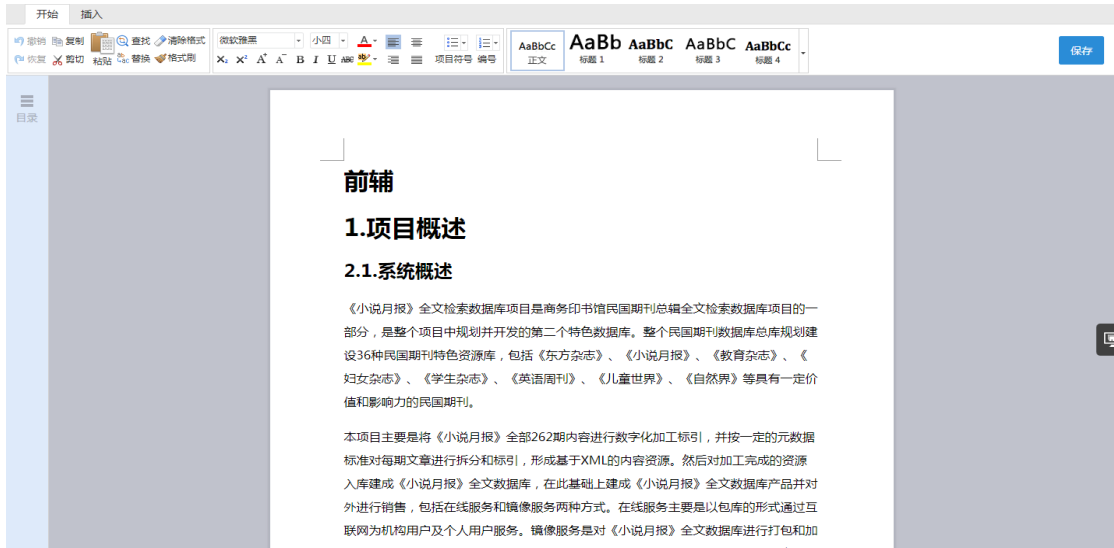 开始 插入
撤销 复制 查找 清除格式 微软雅黑 小四 A AaBbCc AaBb AaBbC AaBbC AaBbCc 保存
恢复 剪切 粘贴 替换 格式刷 X₂ X² A A B I U ABC ab 项目符号 编号 正文 标题 1 标题 2 标题 3 标题 4
目录
前辅
1.项目概述
2.1.系统概述
《小说月报》全文检索数据库项目是商务印书馆民国期刊总辑全文检索数据库项目的一
部分，是整个项目中规划并开发的第二个特色数据库。整个民国期刊数据库总库规划建
设36种民国期刊特色资源库，包括《东方杂志》、《小说月报》、《教育杂志》、《
妇女杂志》、《学生杂志》、《英语周刊》、《儿童世界》、《自然界》等具有一定价
值和影响力的民国期刊。
本项目主要是将《小说月报》全部262期内容进行数字化加工标引，并按一定的元数据
标准对每期文章进行拆分和标引，形成基于XML的内容资源。然后对加工完成的资源
入库建成《小说月报》全文数据库，在此基础上建成《小说月报》全文数据库产品并对
外进行销售，包括在线服务和镜像服务两种方式。在线服务主要是以包库的形式通过互
联网为机构用户及个人用户服务。镜像服务是对《小说月报》全文数据库进行打包和加